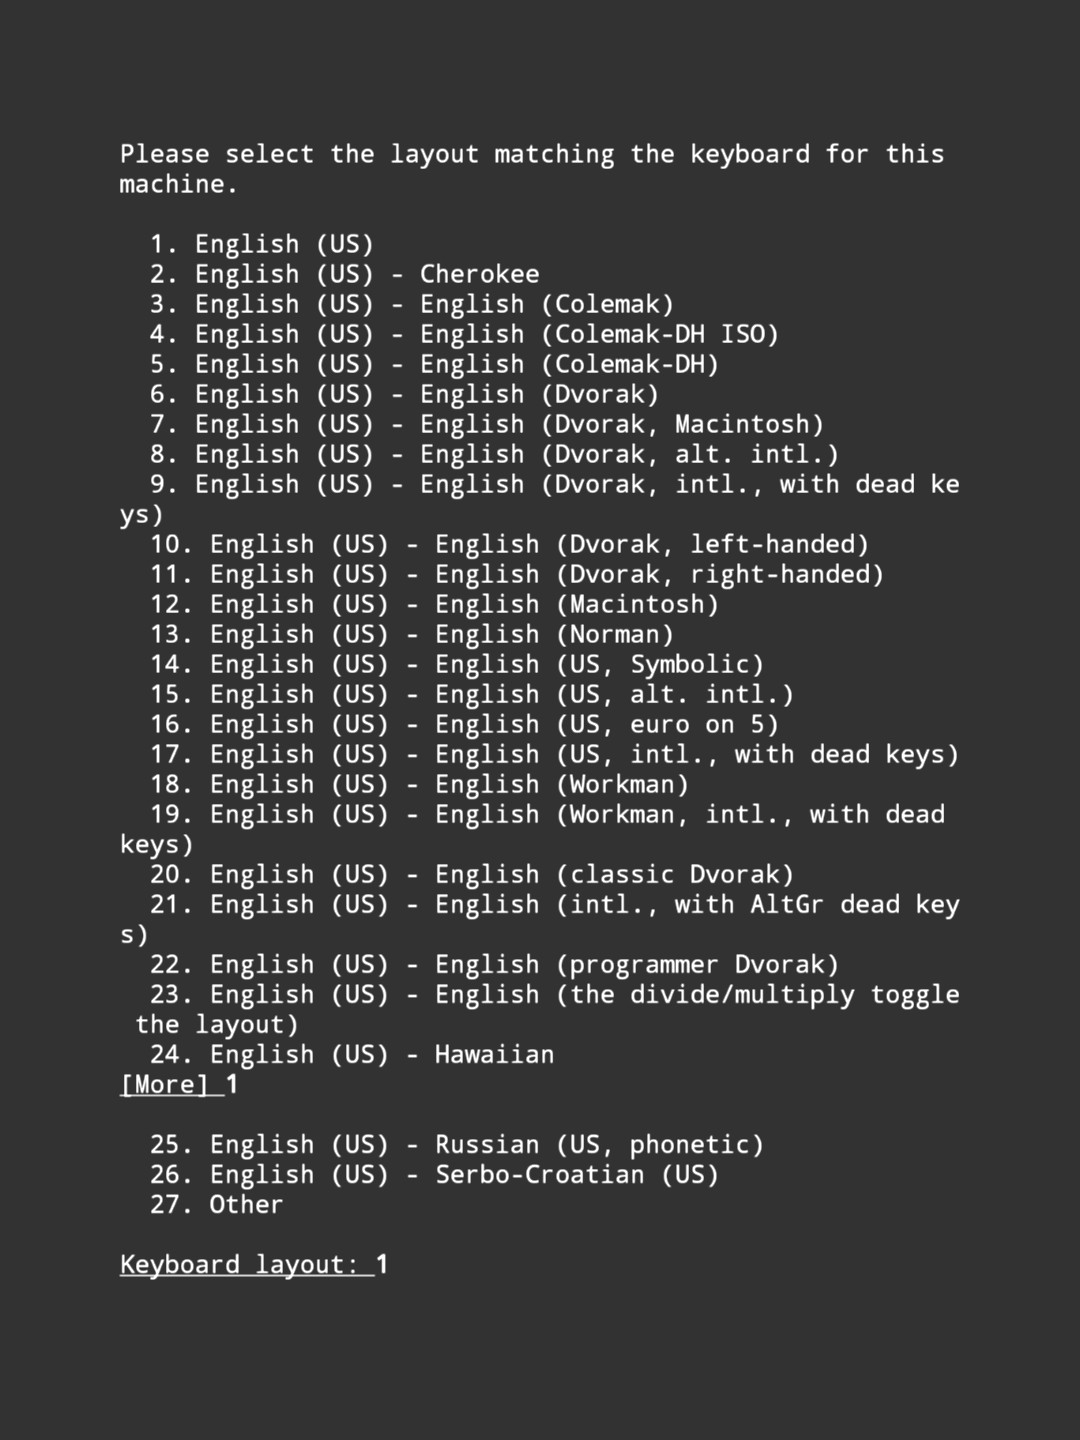 Please select the layout matching the keyboard for this
machine.
1. English (US)
2. English (US) - Cherokee
3. English (US) - English (Colemak)
4. English (US) - English (Colemak-DH ISO)
5. English (US) - English (Colemak-DH)
6. English (US) - English (Dvorak)
7. English (US) - English (Dvorak, Macintosh)
8. English (US) - English (Dvorak, alt. intl.)
9. English (US) - English (Dvorak, intl., with dead ke
ys)
10. English (US) - English (Dvorak, left-handed)
11. English (US) - English (Dvorak, right-handed)
12. English (US) - English (Macintosh)
13. English (US) - English (Norman)
14. English (US) - English (US, Symbolic)
15. English (US) - English (US, alt. intl.)
16. English (US) - English (US, euro on 5)
17. English (US) - English (US, intl., with dead keys)
18. English (US) - English (Workman)
19. English (US) - English (Workman, intl., with dead
keys)
20. English (US) - English (classic Dvorak)
21. English (US) - English (intl., with AltGr dead key
s)
22. English (US) - English (programmer Dvorak)
23. English (US) - English (the divide/multiply toggle
the layout)
24. English (US) - Hawaiian
[More] 1
25. English (US) - Russian (US, phonetic)
26. English (US) - Serbo-Croatian (US)
27. Other
Keyboard layout: 1